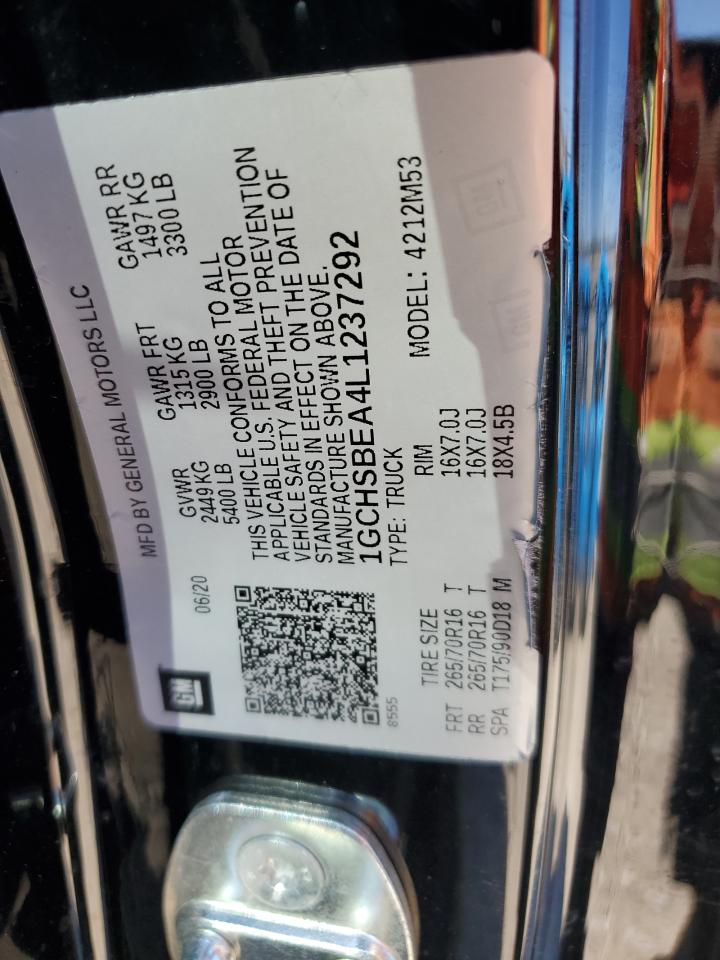 GM
MFD BY GENERAL MOTORS LLC
06/20
GVWR GAWR FRT GAWR RR
2449 KG 1315 KG 1497 KG
5400 LB 2900 LB 3300 LB
THIS VEHICLE CONFORMS TO ALL
APPLICABLE U.S. FEDERAL MOTOR
VEHICLE SAFETY AND THEFT PREVENTION
STANDARDS IN EFFECT ON THE DATE OF
MANUFACTURE SHOWN ABOVE.
1GCHSBEA4L1237292
8555
TYPE: TRUCK MODEL: 4212M53
TIRE SIZE RIM
FRT 265/70R16 T 16X7.0J
RR 265/70R16 T 16X7.0J
SPA T175/90D18 M 18X4.5B
GM
GM